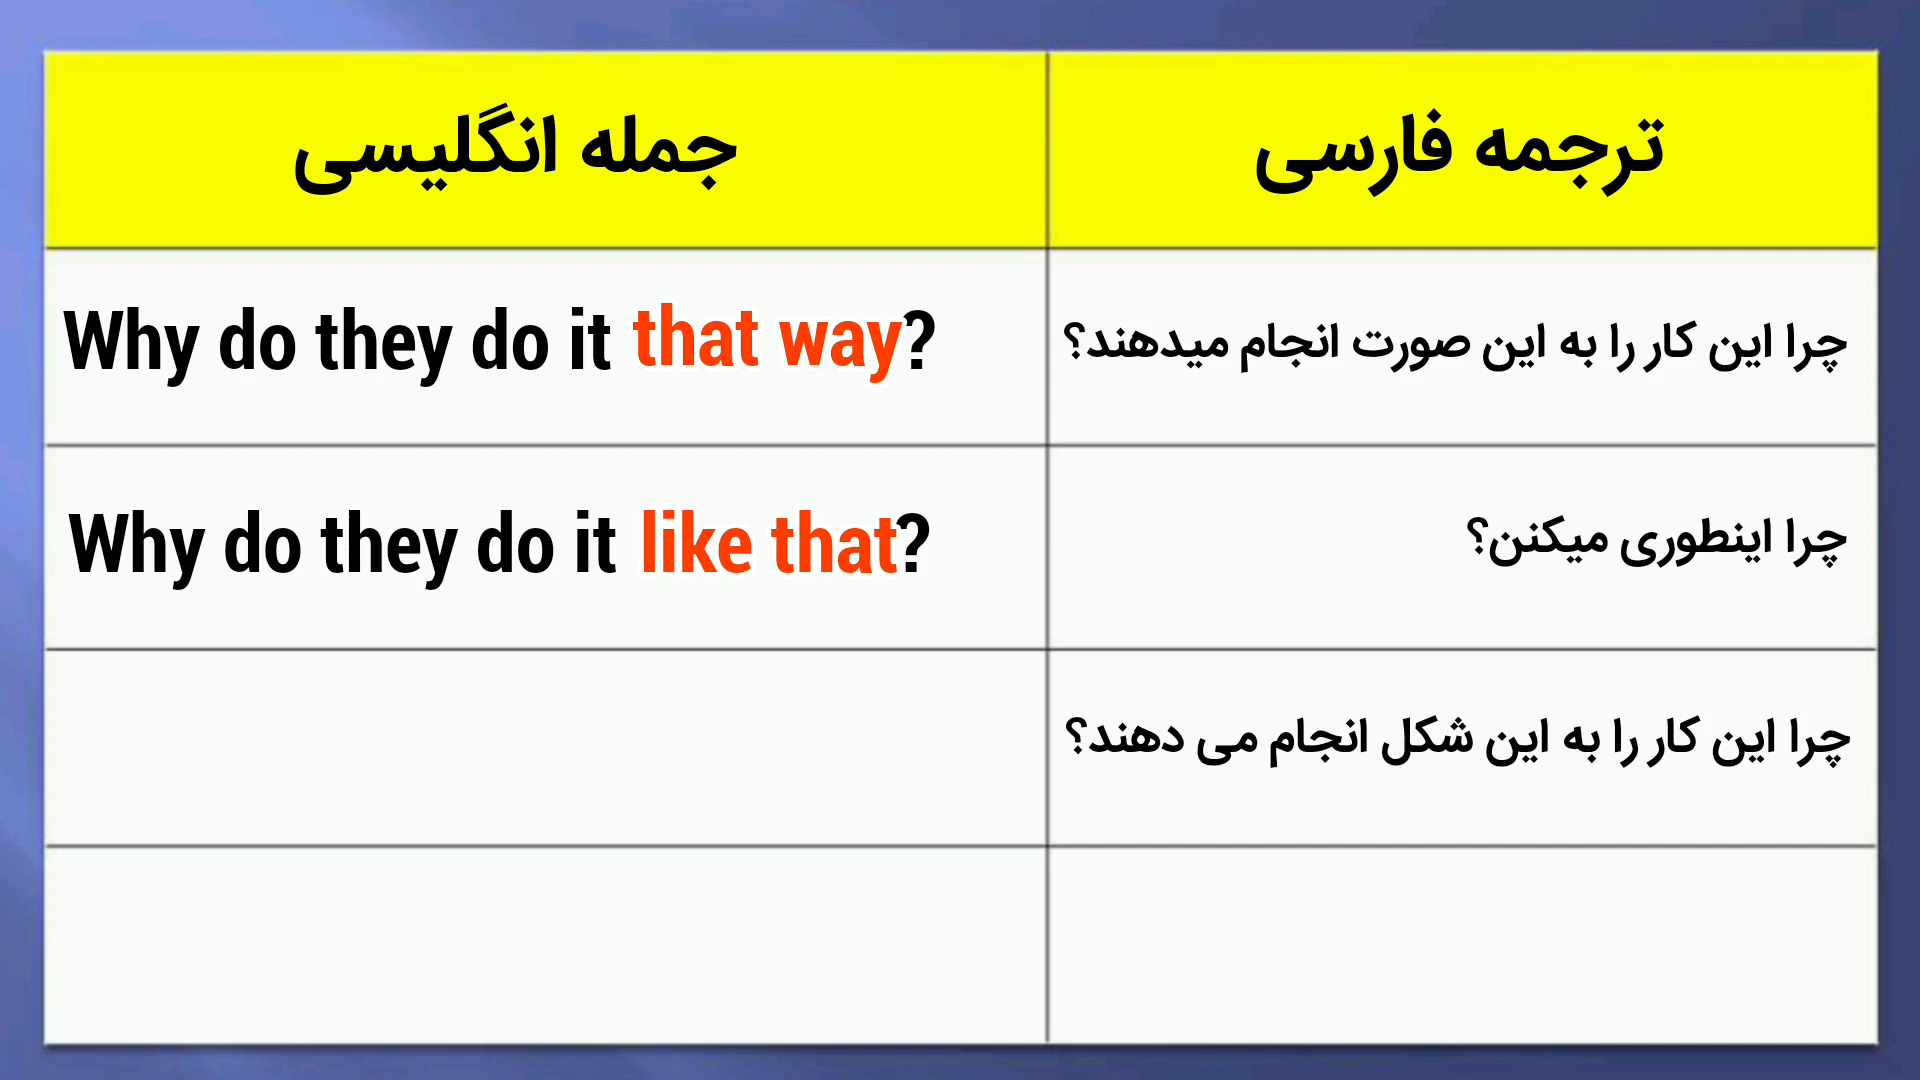 جمله انگلیسی
ترجمه فارسی
Why do they do it that way?
چرا این کار را به این صورت انجام میدهند؟
Why do they do it like that?
چرا اینطوری میکنن؟
چرا این کار را به این شکل انجام می دهند؟